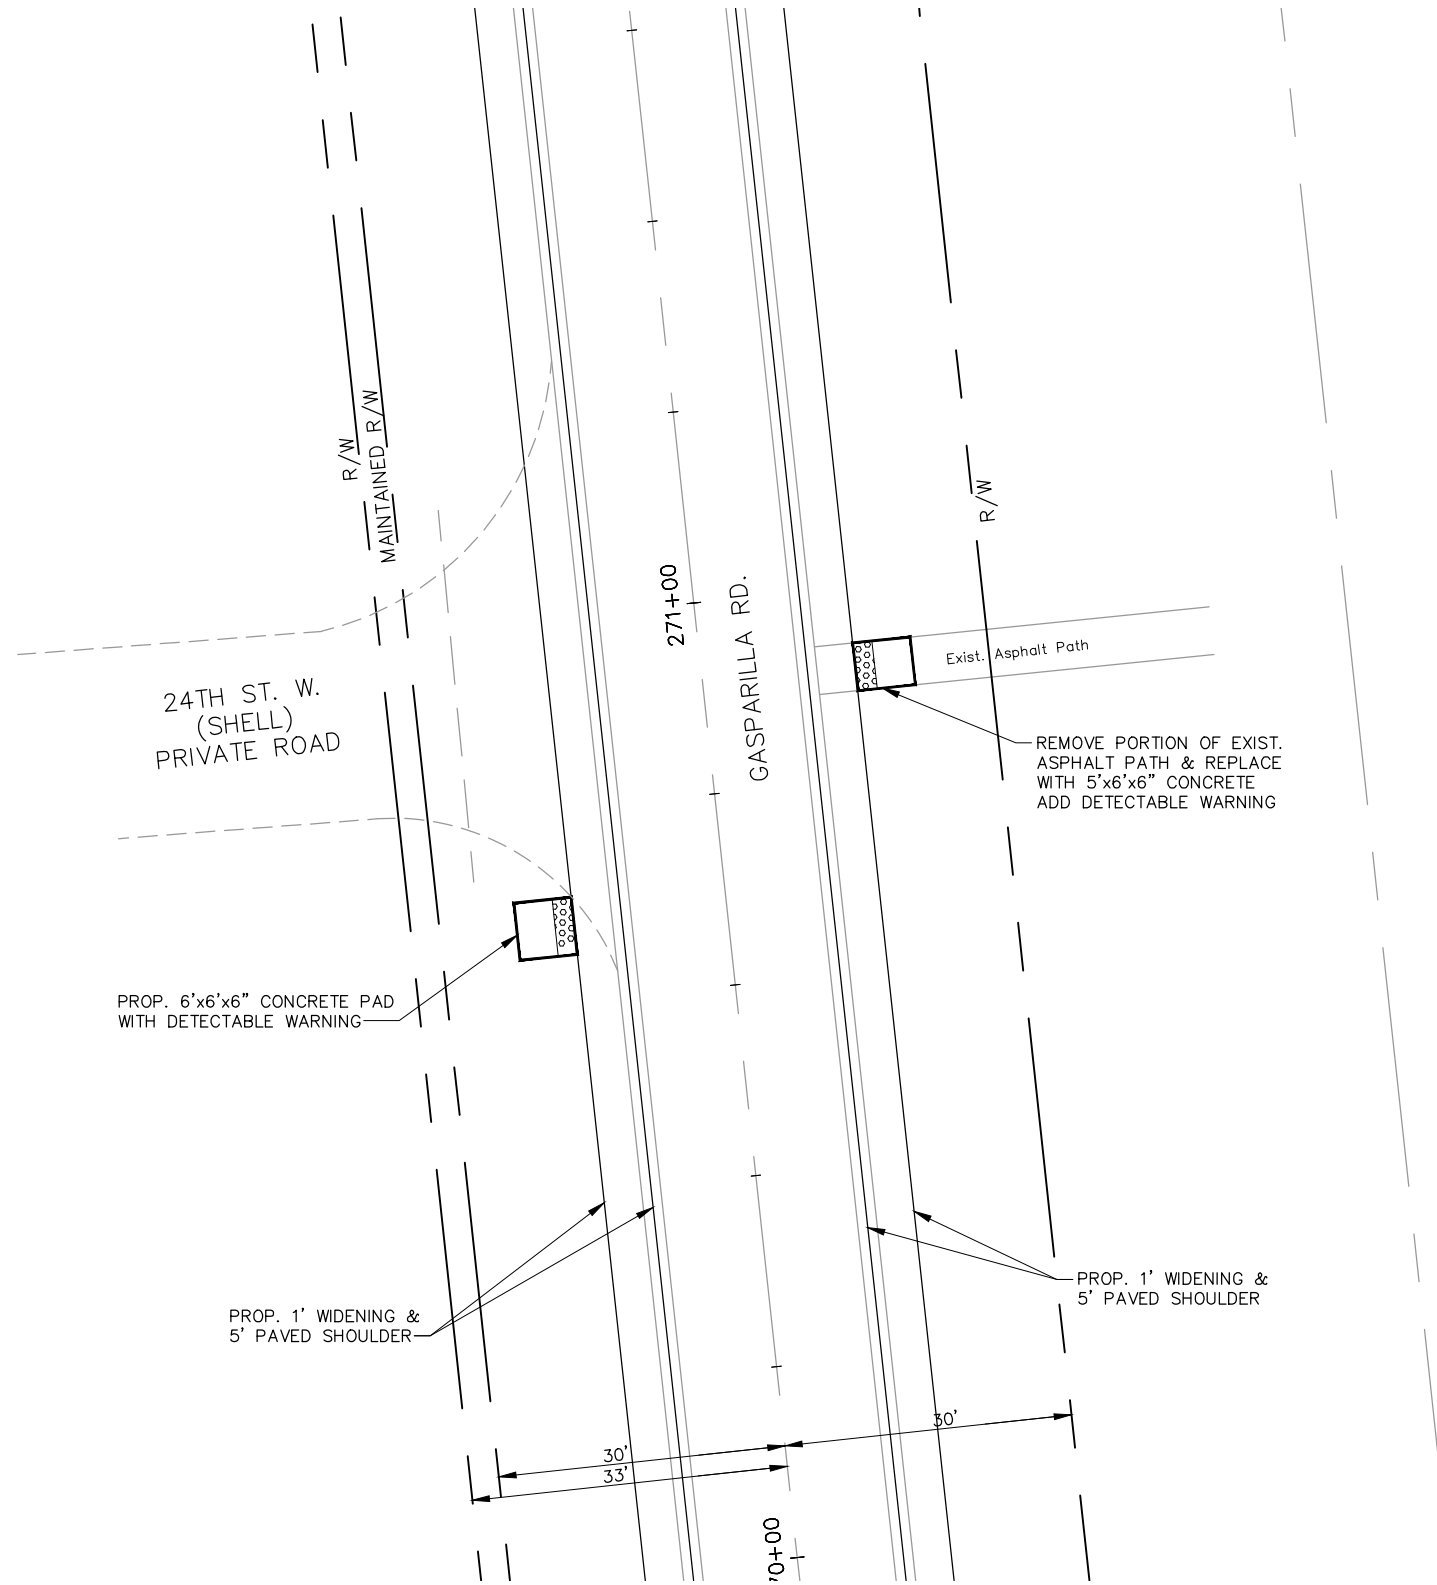 R/W
MAINTAINED R/W
R/W
271+00
GASPARILLA RD.
Exist. Asphalt Path
24TH ST. W.
(SHELL)
PRIVATE ROAD
REMOVE PORTION OF EXIST.
ASPHALT PATH & REPLACE
WITH 5'x6'x6" CONCRETE
ADD DETECTABLE WARNING
PROP. 6'x6'x6" CONCRETE PAD
WITH DETECTABLE WARNING
PROP. 1' WIDENING &
5' PAVED SHOULDER
PROP. 1' WIDENING &
5' PAVED SHOULDER
30'
30'
33'
70+00